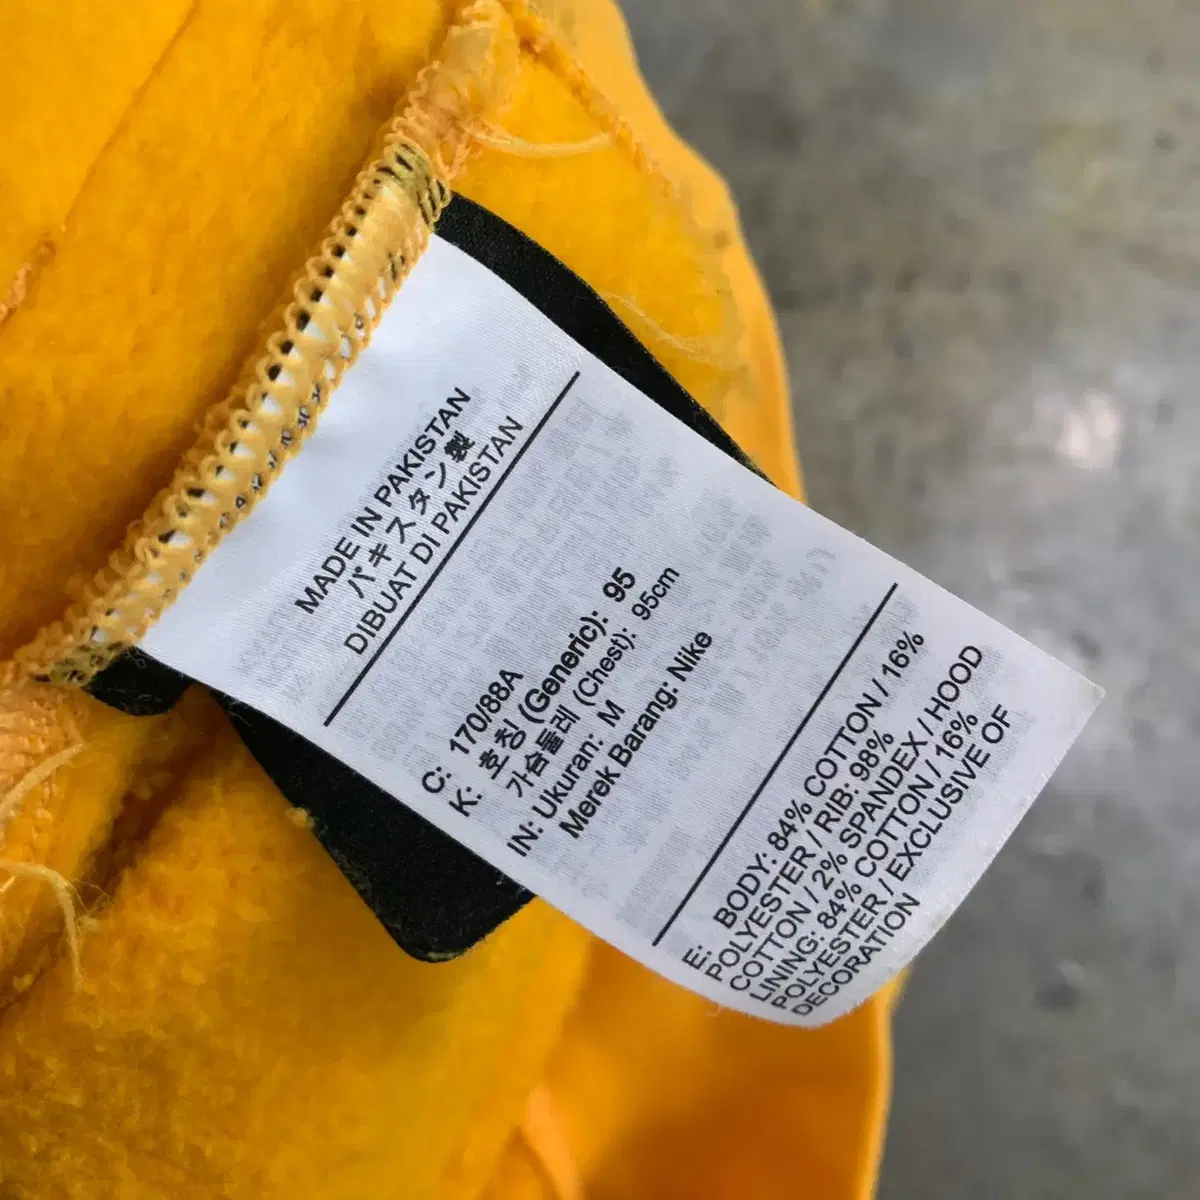 MADE IN PAKISTAN
パキスタン製
DIBUAT DI PAKISTAN
C: 170/88A
K: 호칭 (Generic): 95
가슴둘레 (Chest): 95cm
IN: Ukuran: M
Merek Barang: Nike
E: BODY: 84% COTTON / 16%
POLYESTER / RIB: 98%
COTTON / 2% SPANDEX / HOOD
LINING: 84% COTTON / 16%
POLYESTER / EXCLUSIVE OF
DECORATION